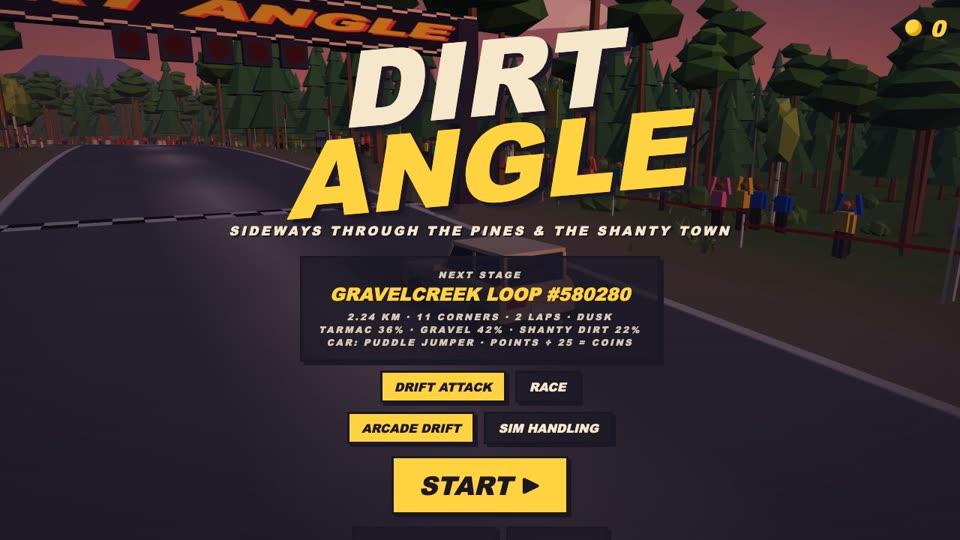 RT ANGLE
0
DIRT
ANGLE
SIDEWAYS THROUGH THE PINES & THE SHANTY TOWN
NEXT STAGE
GRAVELCREEK LOOP #580280
2.24 KM · 11 CORNERS · 2 LAPS · DUSK
TARMAC 36% · GRAVEL 42% · SHANTY DIRT 22%
CAR: PUDDLE JUMPER · POINTS ÷ 25 = COINS
DRIFT ATTACK RACE
ARCADE DRIFT SIM HANDLING
START